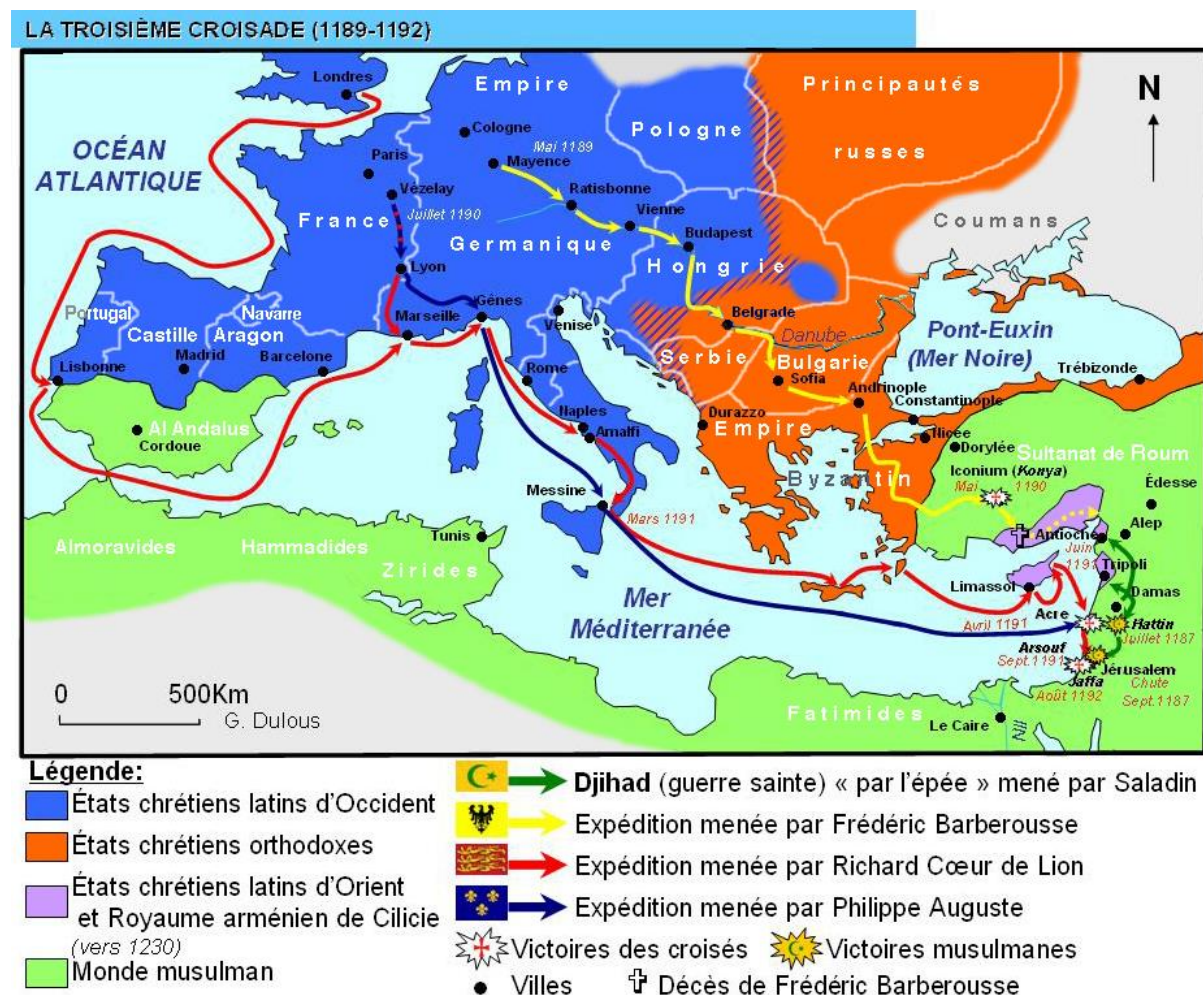 LA TROISIÈME CROISADE (1189-1192}
Londres
Empire
Principautés
russes
N
OCÉAN
ATLANTIQUE
Cologne
Pologne
Mai 1189
Mayence
Paris
Ratisbonne
Vézelay
Juillet 1190
Vienne
Coumans
France
Germanique
Budapest
Hongrie
Lyon
Portugal
Navarre
Castille
Aragon
Marseille
Gênes
Venise
Belgrade
Danube
Pont-Euxin
(Mer Noire)
Madrid
Barcelone
Serbie
Bulgarie
Lisbonne
Rome
Sofia
Trébizonde
Andrinople
Constantinople
Al Andalus
Cordoue
Naples
Amalfi
Durazzo
Empire
Nicée
Dorylée
Sultanat de Roum
Byzantin
Iconium (Konya)
Mai
1190
Messine
Édesse
Mars 1191
Almoravides
Hammadides
Tunis
Zirides
Antioche
Alep
Juin
1191
Tripoli
Mer
Méditerranée
Limassol
Damas
Avril 1191
Acre
Hattin
Juillet 1187
Arsouf
Sept.1191
Jérusalem
Jaffa
Août 1192
Chute
Sept.1187
0 500Km
G. Dulous
Fatimides
Le Caire
Légende:
États chrétiens latins d'Occident
États chrétiens orthodoxes
États chrétiens latins d'Orient
et Royaume arménien de Cilicie
(vers 1230)
Monde musulman
Djihad (guerre sainte) « par l'épée » mené par Saladin
Expédition menée par Frédéric Barberousse
Expédition menée par Richard Cœur de Lion
Expédition menée par Philippe Auguste
Victoires des croisés
Victoires musulmanes
Villes
Décès de Frédéric Barberousse